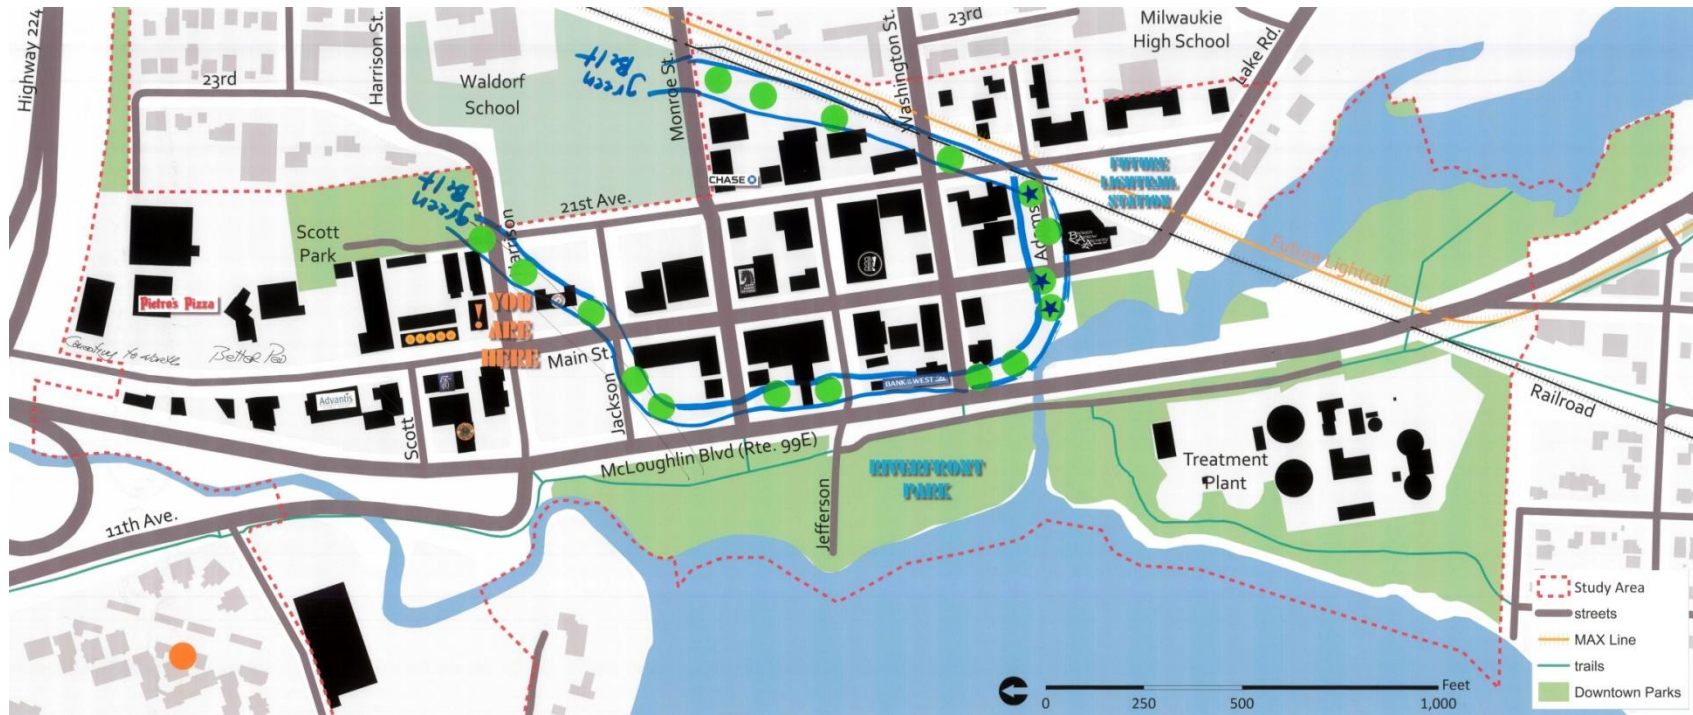 Highway 224
23rd
Harrison St.
Waldorf
School
green
Belt
Monroe St.
Washington St.
23rd
Milwaukie
High School
Lake Rd.
CHASE
21st Ave.
green
Belt
Harrison
Scott
Park
Adams
FUTURE
LIGHTRAIL
STATION
Future Lightrail
Pietro's Pizza
!
YOU
ARE
HERE
Main St.
BANK OF THE WEST
Advantis
Scott
Jackson
McLoughlin Blvd (Rte. 99E)
Jefferson
RIVERFRONT
PARK
Treatment
Plant
Railroad
11th Ave.
Study Area
streets
MAX Line
trails
Downtown Parks
Feet
0 250 500 1,000